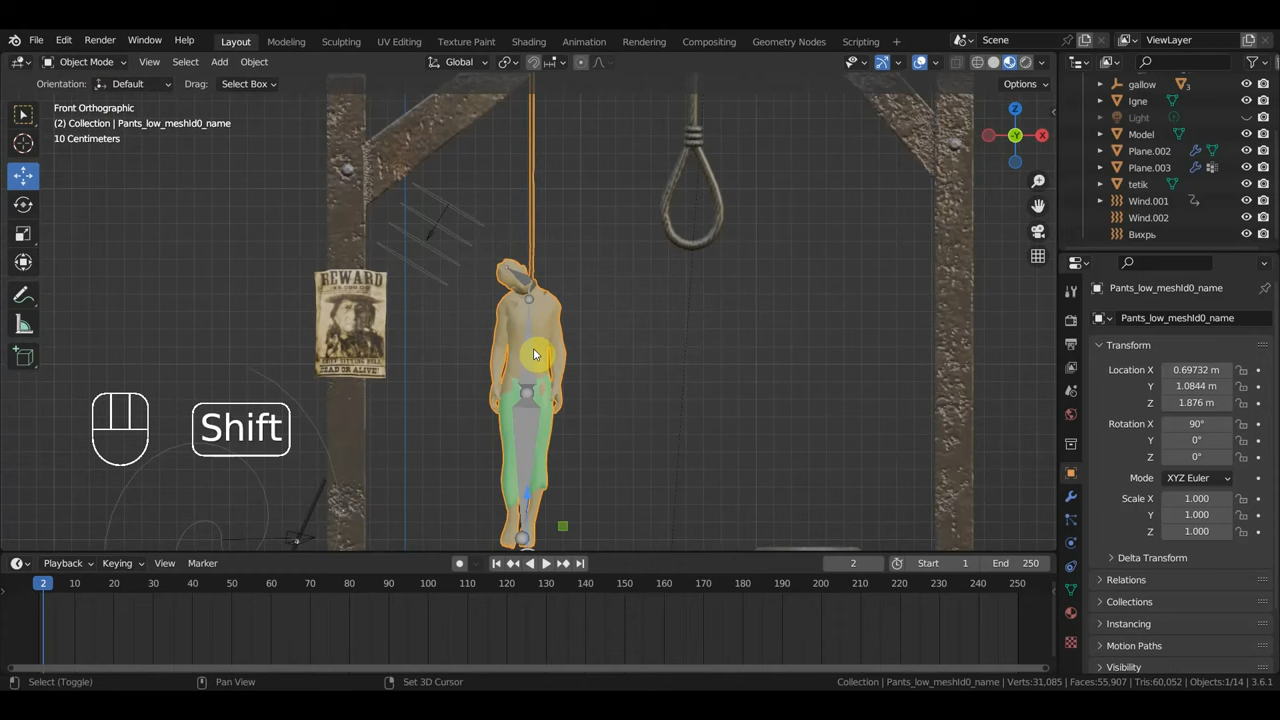 File Edit Render Window Help Layout Modeling Sculpting UV Editing Texture Paint Shading Animation Rendering Compositing Geometry Nodes Scripting + Scene ViewLayer
Object Mode View Select Add Object Global Options
Orientation: Default Drag: Select Box
Front Orthographic
(2) Collection | Pants_low_meshId0_name
10 Centimeters
Z
X
-Y
REWARD
DEAD OR ALIVE!
Shift
gallow 3
Igne
Light
Model
Plane.002
Plane.003
tetik
Wind.001
Wind.002
Вихрь
Pants_low_meshId0_name
Pants_low_meshId0_name
Transform
Location X 0.69732 m
Y 1.0844 m
Z 1.876 m
Rotation X 90°
Y 0°
Z 0°
Mode XYZ Euler
Scale X 1.000
Y 1.000
Z 1.000
Delta Transform
Relations
Collections
Instancing
Motion Paths
Visibility
Playback Keying View Marker 2 Start 1 End 250
2 10 20 30 40 50 60 70 80 90 100 110 120 130 140 150 160 170 180 190 200 210 220 230 240 250
Select (Toggle) Pan View Set 3D Cursor Collection | Pants_low_meshId0_name | Verts:31,085 | Faces:55,907 | Tris:60,052 | Objects:1/14 | 3.6.1